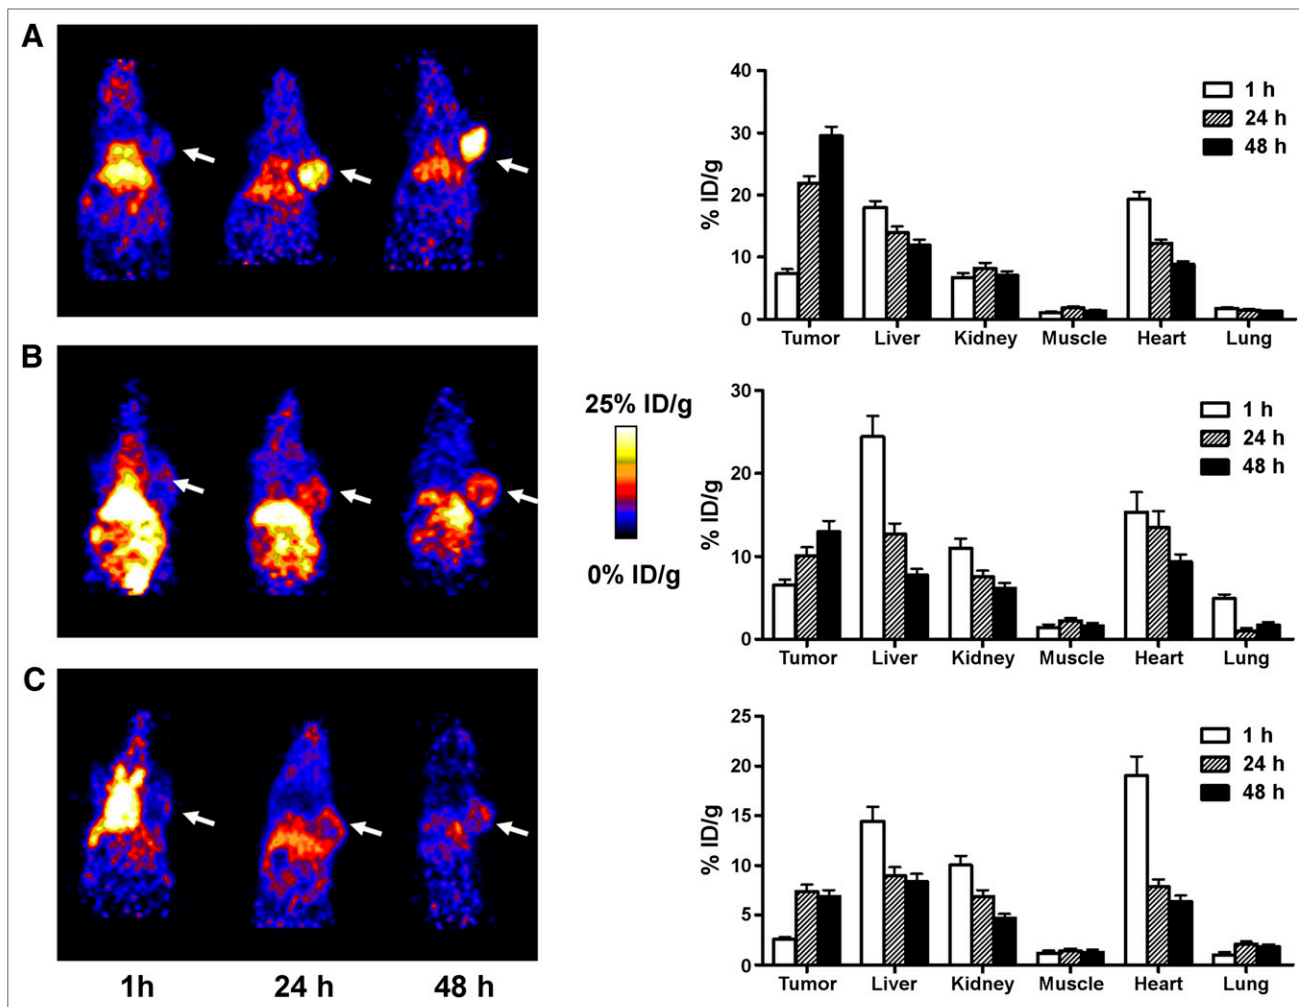 A
40
30
20
10
0
% ID/g
1 h
24 h
48 h
Tumor Liver Kidney Muscle Heart Lung
B
25% ID/g
0% ID/g
30
20
10
0
% ID/g
1 h
24 h
48 h
Tumor Liver Kidney Muscle Heart Lung
C
25
20
15
10
5
0
% ID/g
1 h
24 h
48 h
Tumor Liver Kidney Muscle Heart Lung
1h 24 h 48 h